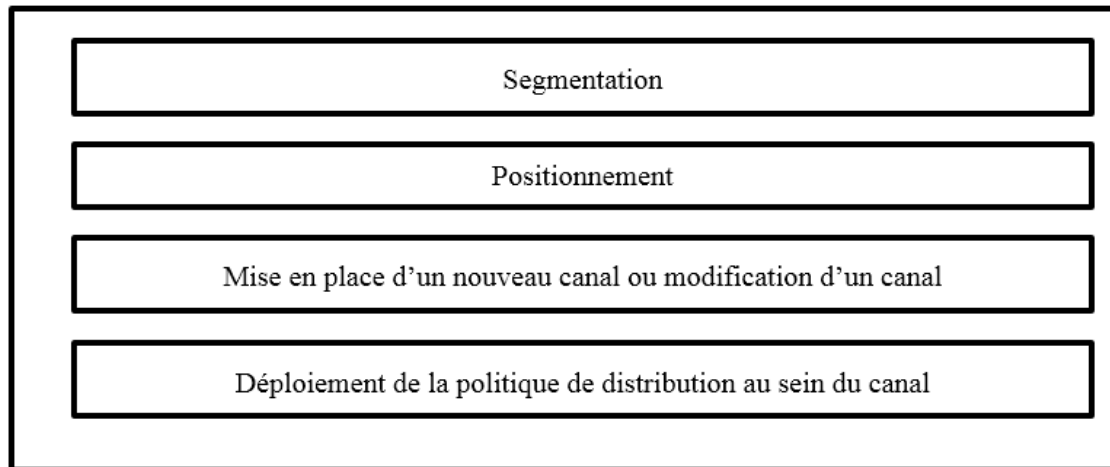 Segmentation
Positionnement
Mise en place d’un nouveau canal ou modification d’un canal
Déploiement de la politique de distribution au sein du canal